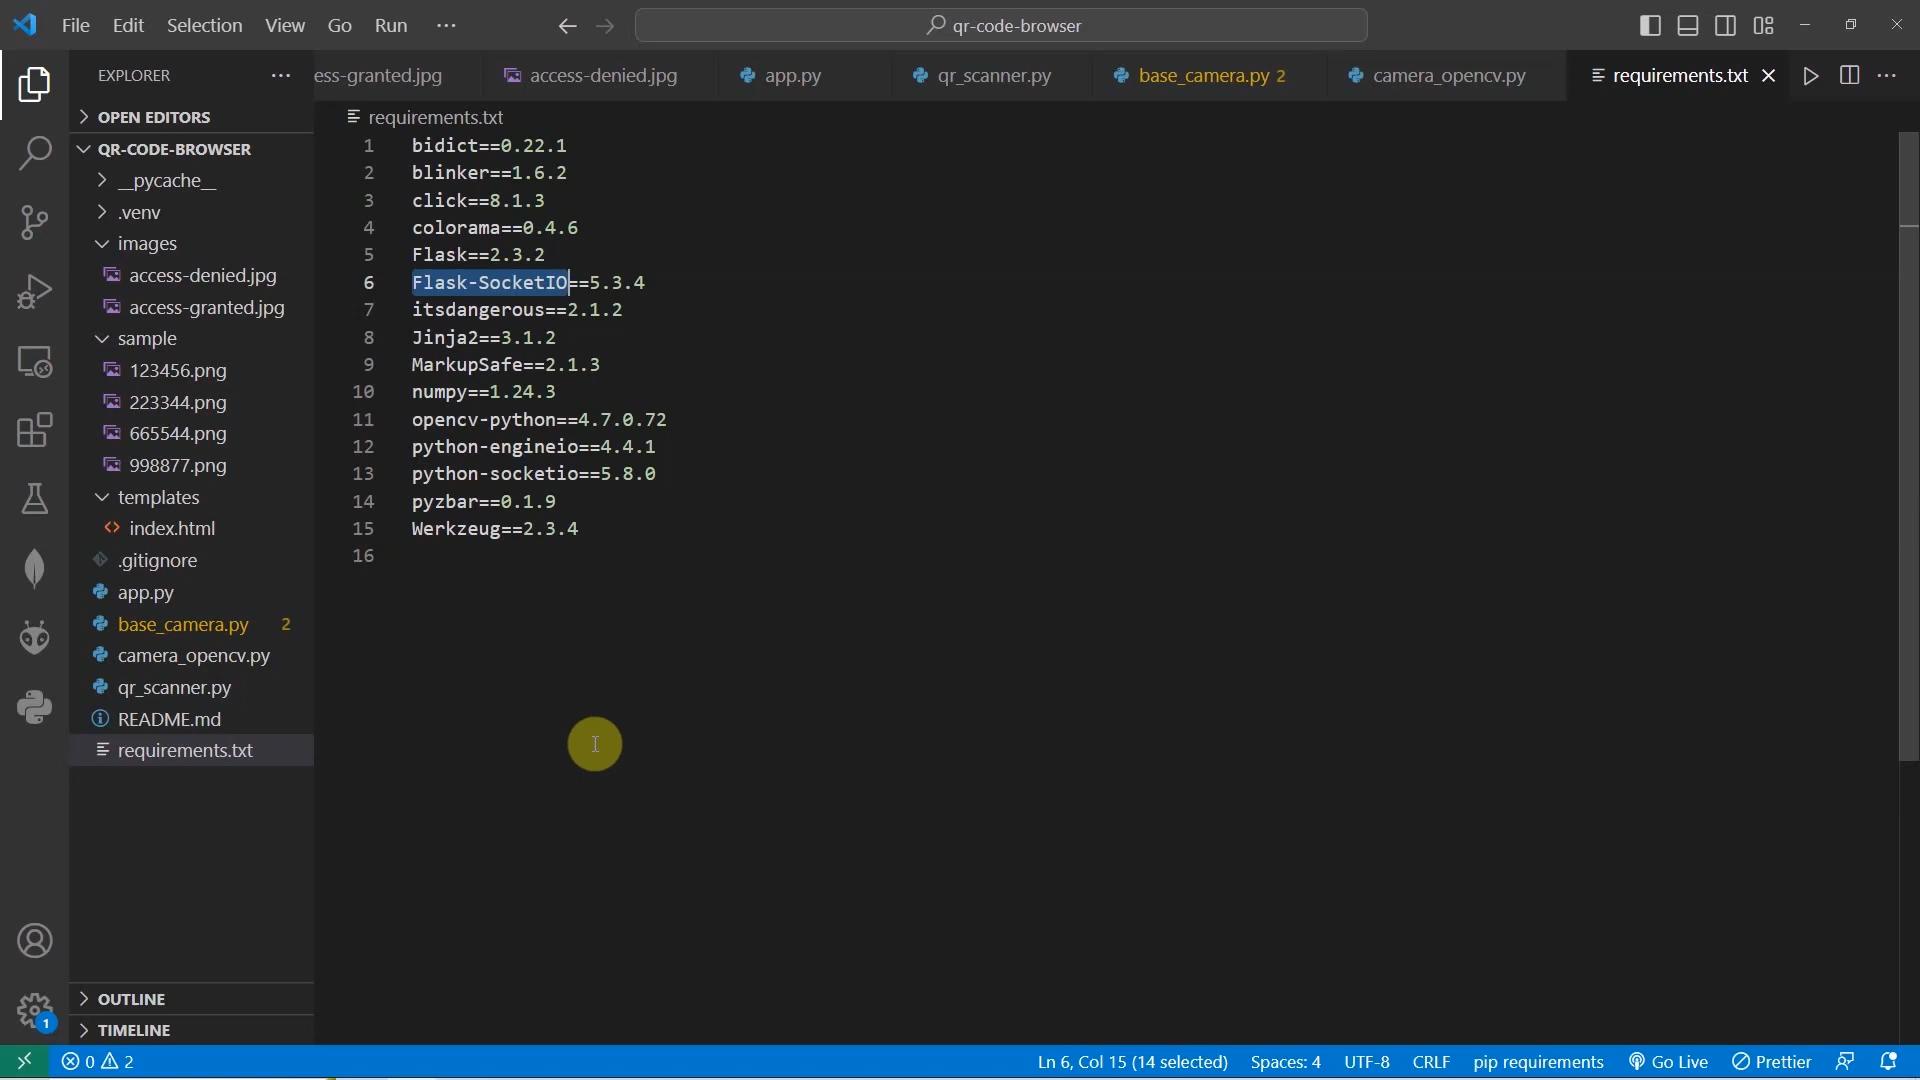 File Edit Selection View Go Run ··· qr-code-browser
EXPLORER ···
ess-granted.jpg access-denied.jpg app.py qr_scanner.py base_camera.py 2 camera_opencv.py requirements.txt
OPEN EDITORS
requirements.txt
QR-CODE-BROWSER
__pycache__
.venv
images
access-denied.jpg
access-granted.jpg
sample
123456.png
223344.png
665544.png
998877.png
templates
index.html
.gitignore
app.py
base_camera.py 2
camera_opencv.py
qr_scanner.py
README.md
requirements.txt
OUTLINE
TIMELINE
1 bidict==0.22.1
2 blinker==1.6.2
3 click==8.1.3
4 colorama==0.4.6
5 Flask==2.3.2
6 Flask-SocketIO==5.3.4
7 itsdangerous==2.1.2
8 Jinja2==3.1.2
9 MarkupSafe==2.1.3
10 numpy==1.24.3
11 opencv-python==4.7.0.72
12 python-engineio==4.4.1
13 python-socketio==5.8.0
14 pyzbar==0.1.9
15 Werkzeug==2.3.4
16
1
0 2 Ln 6, Col 15 (14 selected) Spaces: 4 UTF-8 CRLF pip requirements Go Live Prettier